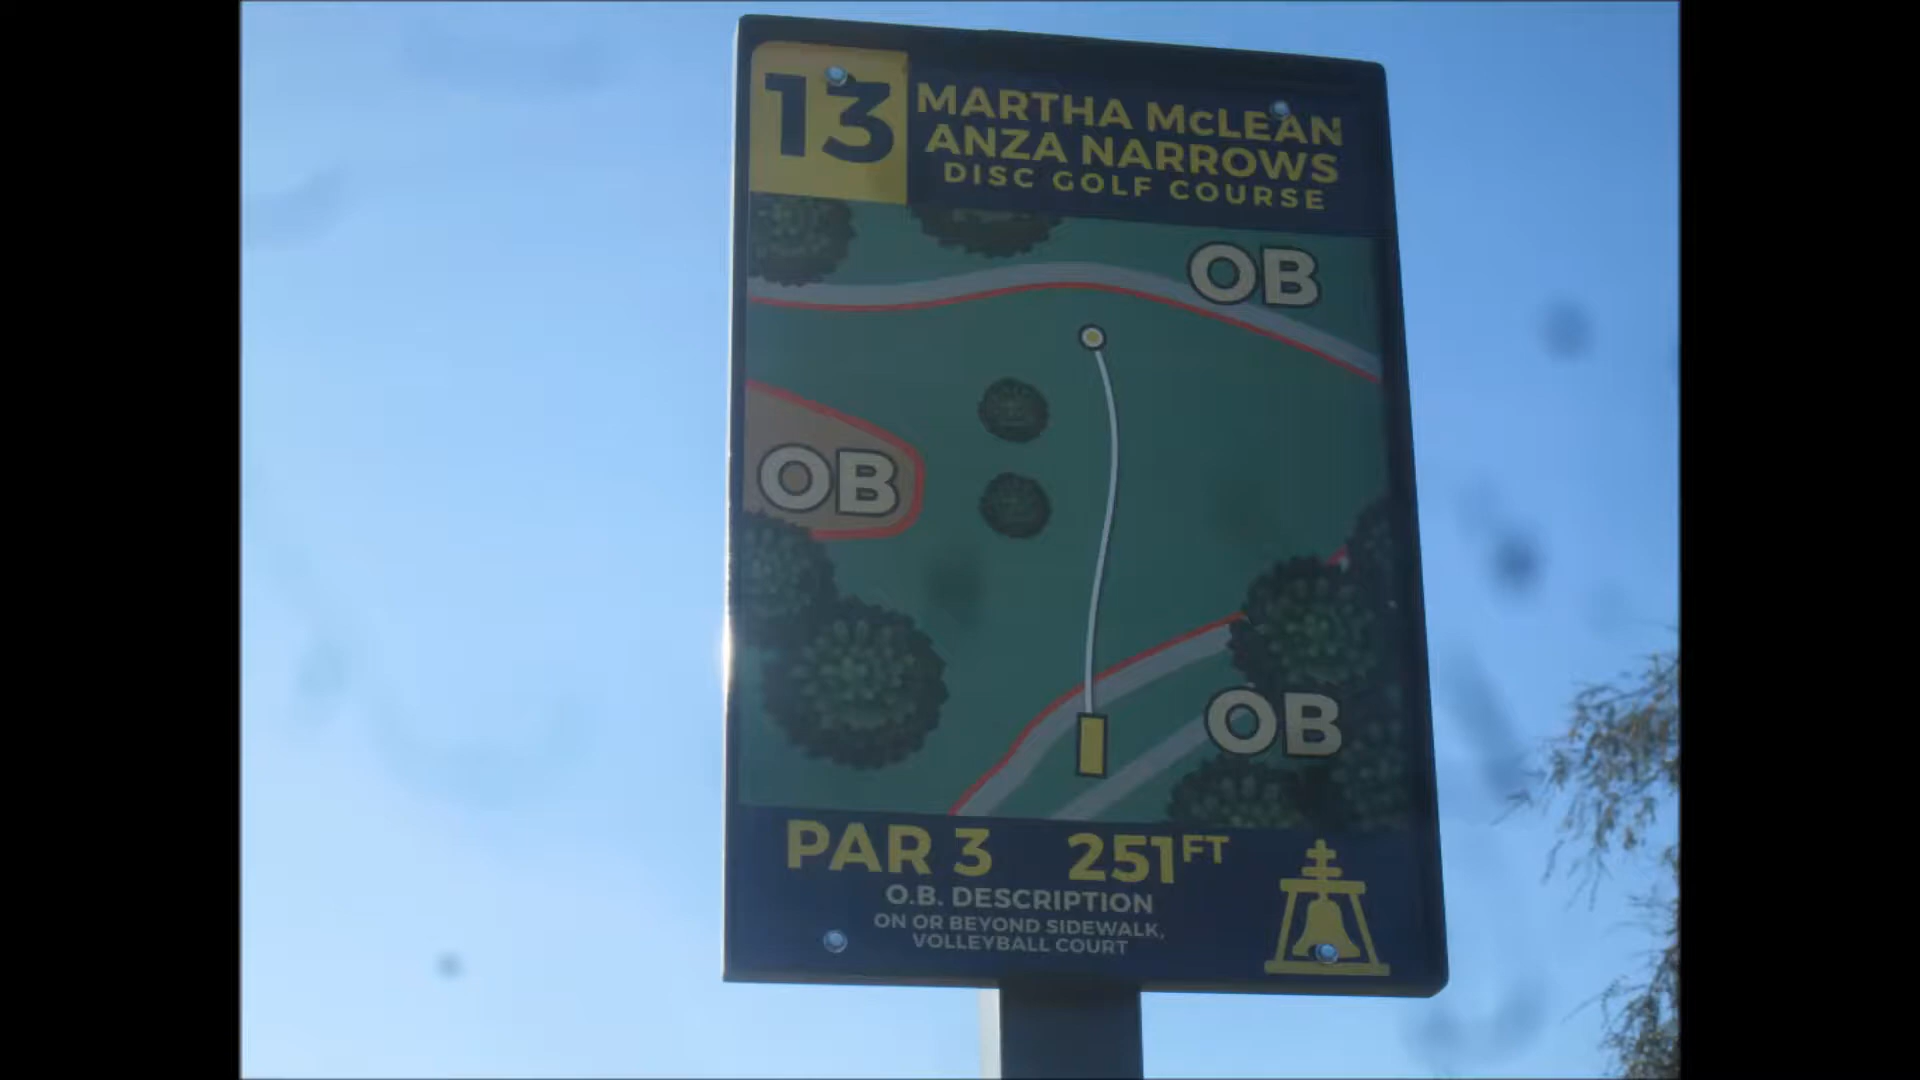 13
MARTHA McLEAN
ANZA NARROWS
DISC GOLF COURSE
OB
OB
OB
PAR 3 251FT
O.B. DESCRIPTION
ON OR BEYOND SIDEWALK,
VOLLEYBALL COURT